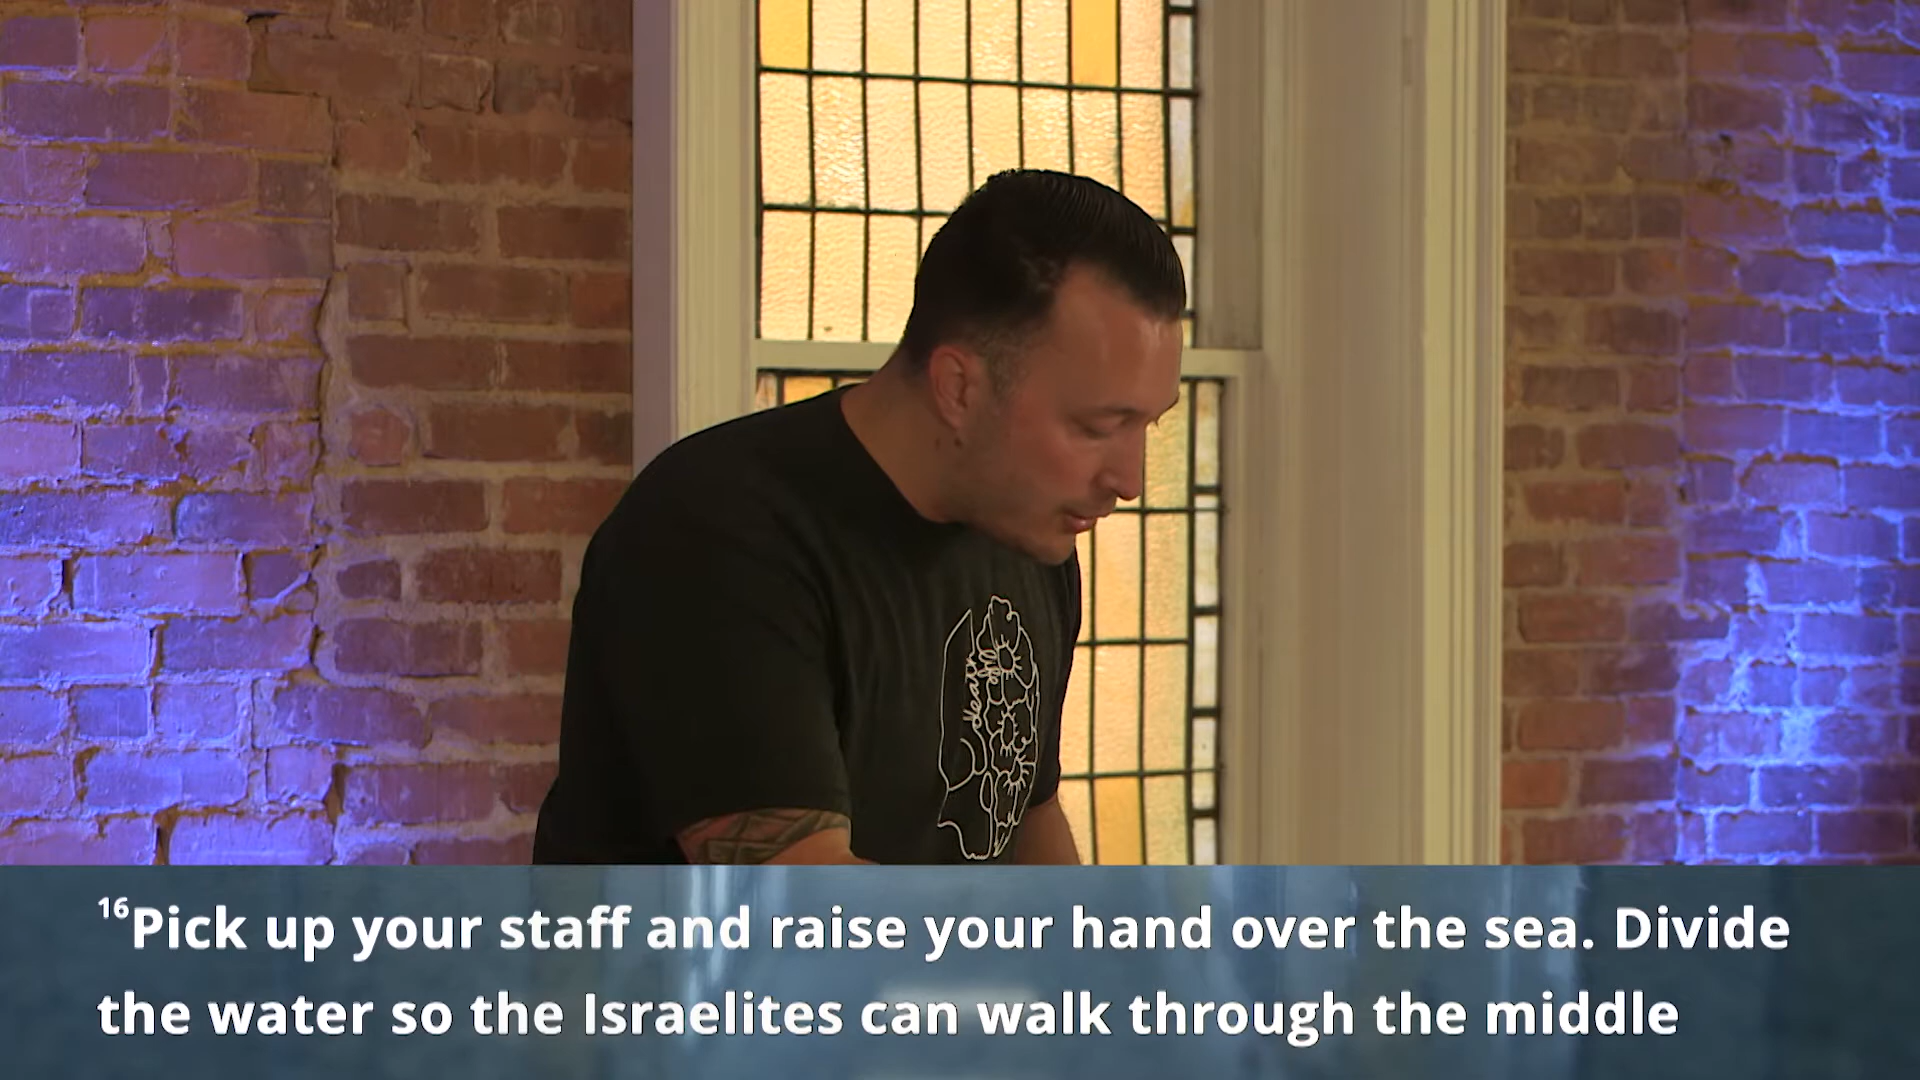 death
¹⁶Pick up your staff and raise your hand over the sea. Divide
the water so the Israelites can walk through the middle